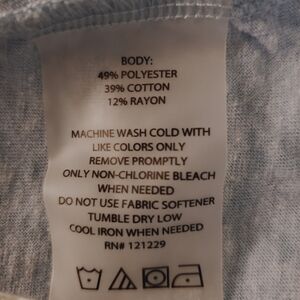 BODY:
49% POLYESTER
39% COTTON
12% RAYON
MACHINE WASH COLD WITH
LIKE COLORS ONLY
REMOVE PROMPTLY
ONLY NON-CHLORINE BLEACH
WHEN NEEDED
DO NOT USE FABRIC SOFTENER
TUMBLE DRY LOW
COOL IRON WHEN NEEDED
RN# 121229